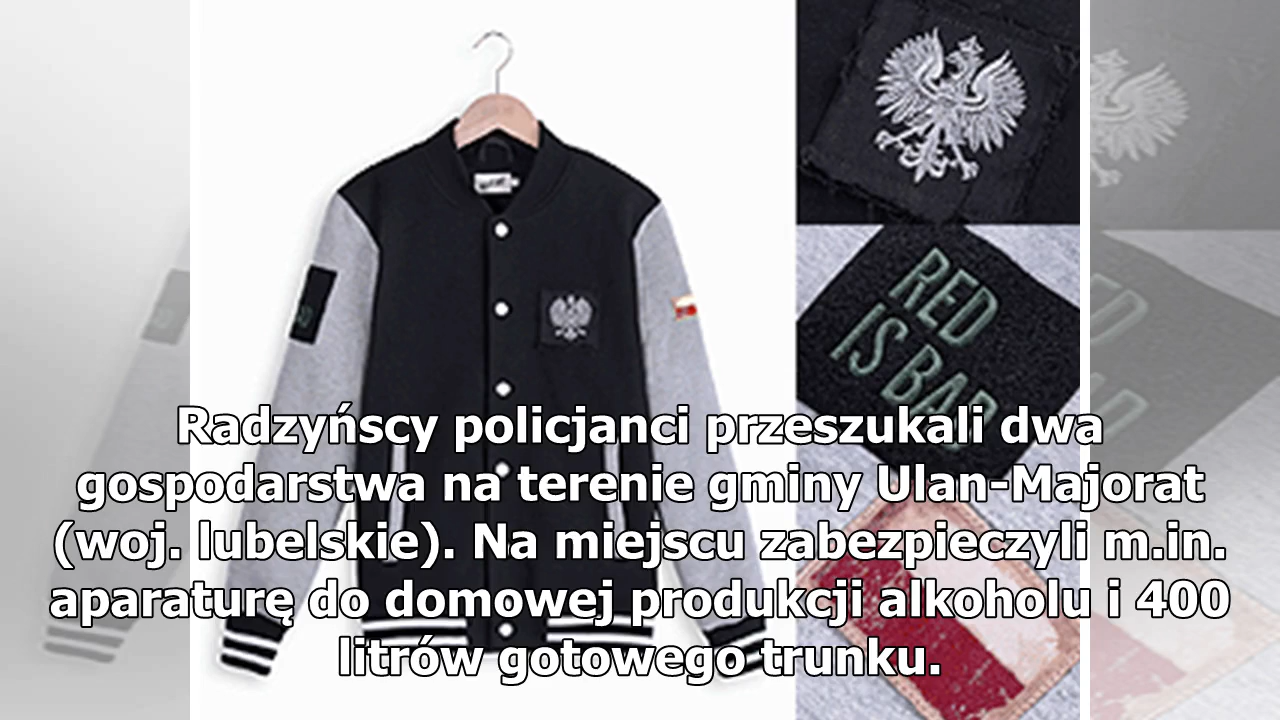 RED
IS BAD
Radzyńscy policjanci przeszukali dwa
gospodarstwa na terenie gminy Ulan-Majorat
(woj. lubelskie). Na miejscu zabezpieczyli m.in.
aparaturę do domowej produkcji alkoholu i 400
litrów gotowego trunku.